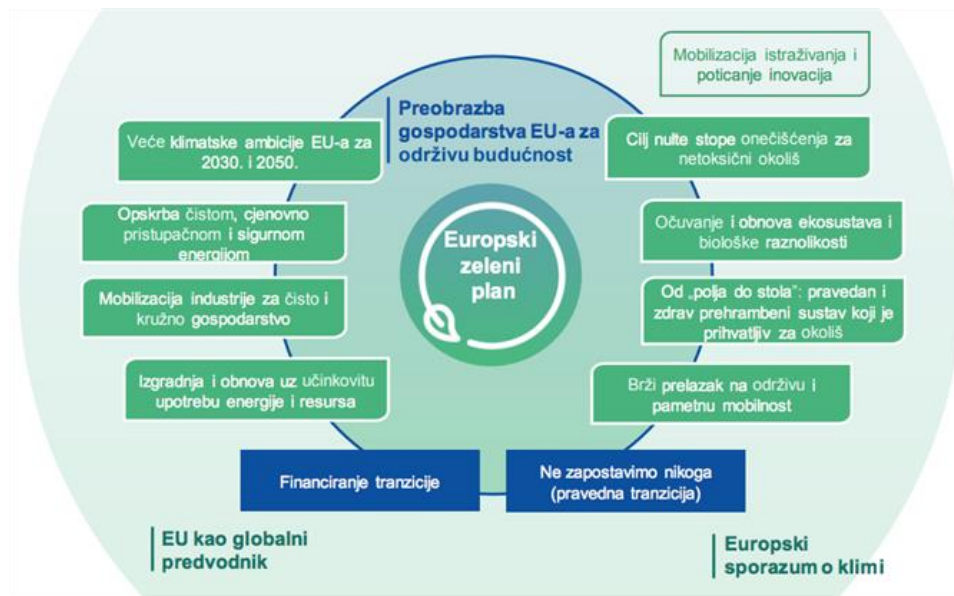 Mobilizacija istraživanja i
poticanje inovacija
Preobrazba
gospodarstva EU-a za
održivu budućnost
Veće klimatske ambicije EU-a za
2030. i 2050.
Cilj nulte stope onečišćenja za
netoksični okoliš
Opskrba čistom, cjenovno
pristupačnom i sigurnom
energijom
Očuvanje i obnova ekosustava i
biološke raznolikosti
Europski
zeleni
plan
Mobilizacija industrije za čisto i
kružno gospodarstvo
Od „polja do stola”: pravedan i
zdrav prehrambeni sustav koji je
prihvatljiv za okoliš
Izgradnja i obnova uz učinkovitu
upotrebu energije i resursa
Brži prelazak na održivu i
pametnu mobilnost
Financiranje tranzicije
Ne zapostavimo nikoga
(pravedna tranzicija)
EU kao globalni
predvodnik
Europski
sporazum o klimi